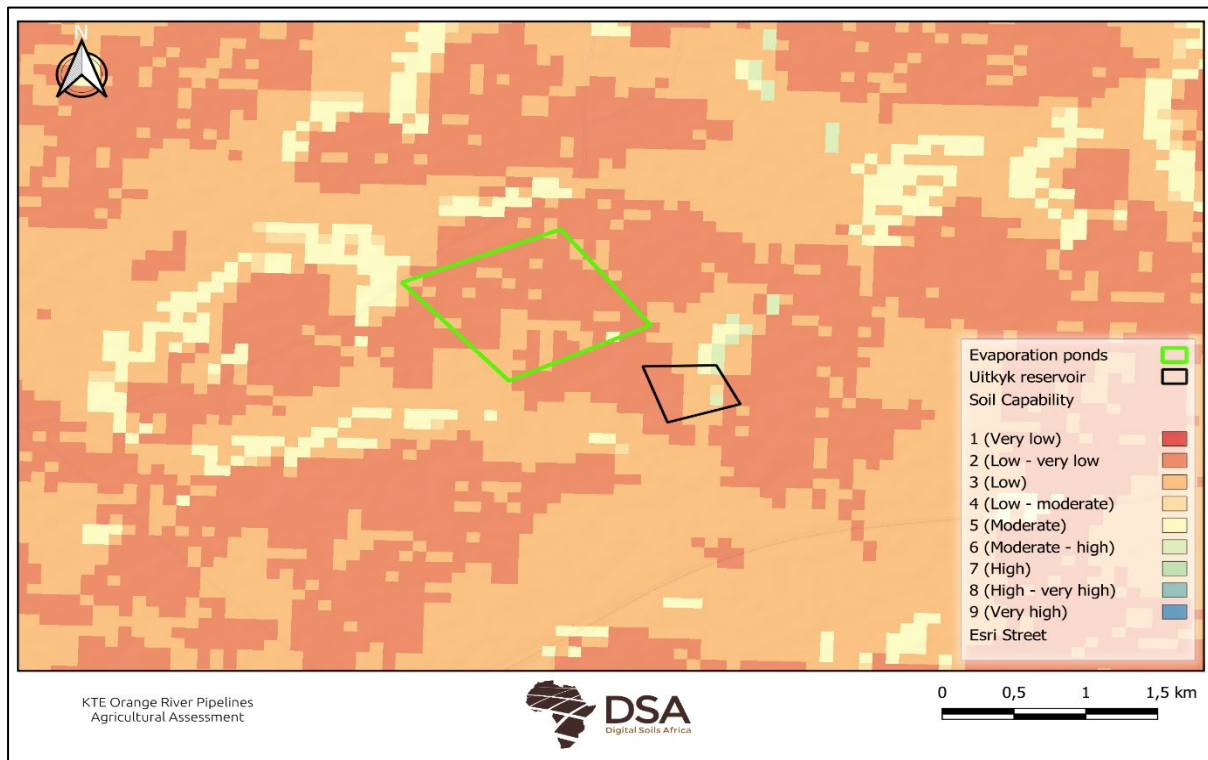 N
Evaporation ponds
Uitkyk reservoir
Soil Capability
1 (Very low)
2 (Low - very low
3 (Low)
4 (Low - moderate)
5 (Moderate)
6 (Moderate - high)
7 (High)
8 (High - very high)
9 (Very high)
Esri Street
KTE Orange River Pipelines
Agricultural Assessment
DSA
Digital Soils Africa
0 0,5 1 1,5 km